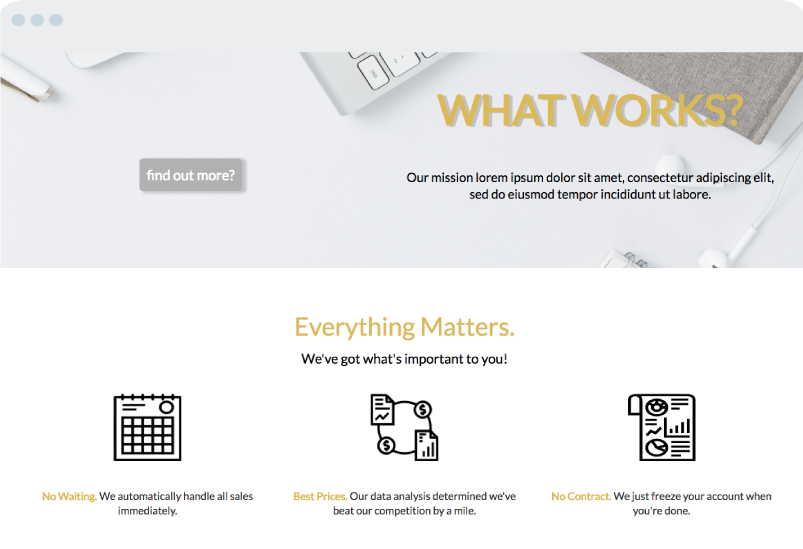 WHAT WORKS?
find out more?
Our mission lorem ipsum dolor sit amet, consectetur adipiscing elit,
sed do eiusmod tempor incididunt ut labore.
Everything Matters.
We've got what's important to you!
No Waiting. We automatically handle all sales
immediately.
Best Prices. Our data analysis determined we've
beat our competition by a mile.
No Contract. We just freeze your account when
you're done.